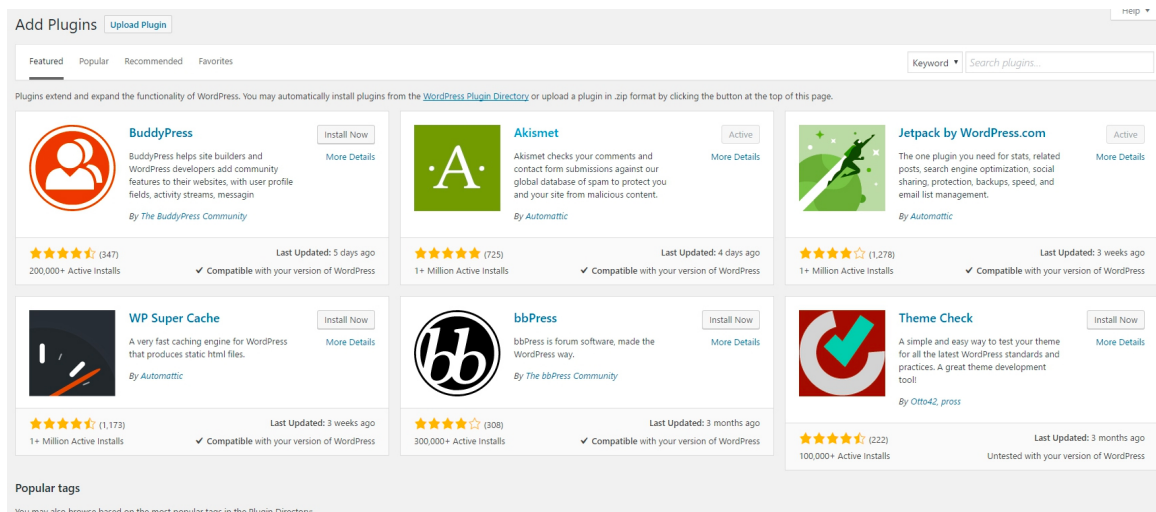 Help ▼
Add Plugins Upload Plugin
Featured Popular Recommended Favorites Keyword ▼ Search plugins...
Plugins extend and expand the functionality of WordPress. You may automatically install plugins from the WordPress Plugin Directory or upload a plugin in .zip format by clicking the button at the top of this page.
BuddyPress
Install Now
More Details
BuddyPress helps site builders and
WordPress developers add community
features to their websites, with user profile
fields, activity streams, messagin
By The BuddyPress Community
(347)
Last Updated: 5 days ago
200,000+ Active Installs
✔ Compatible with your version of WordPress
·A·
Akismet
Active
More Details
Akismet checks your comments and
contact form submissions against our
global database of spam to protect you
and your site from malicious content.
By Automattic
(725)
Last Updated: 4 days ago
1+ Million Active Installs
✔ Compatible with your version of WordPress
Jetpack by WordPress.com
Active
More Details
The one plugin you need for stats, related
posts, search engine optimization, social
sharing, protection, backups, speed, and
email list management.
By Automattic
(1,278)
Last Updated: 3 weeks ago
1+ Million Active Installs
✔ Compatible with your version of WordPress
WP Super Cache
Install Now
More Details
A very fast caching engine for WordPress
that produces static html files.
By Automattic
(1,173)
Last Updated: 3 weeks ago
1+ Million Active Installs
✔ Compatible with your version of WordPress
bb
bbPress
Install Now
More Details
bbPress is forum software, made the
WordPress way.
By The bbPress Community
(308)
Last Updated: 3 months ago
300,000+ Active Installs
✔ Compatible with your version of WordPress
Theme Check
Install Now
More Details
A simple and easy way to test your theme
for all the latest WordPress standards and
practices. A great theme development
tool!
By Otto42, pross
(222)
Last Updated: 3 months ago
100,000+ Active Installs
Untested with your version of WordPress
Popular tags
You may also browse based on the most popular tags in the Plugin Directory: